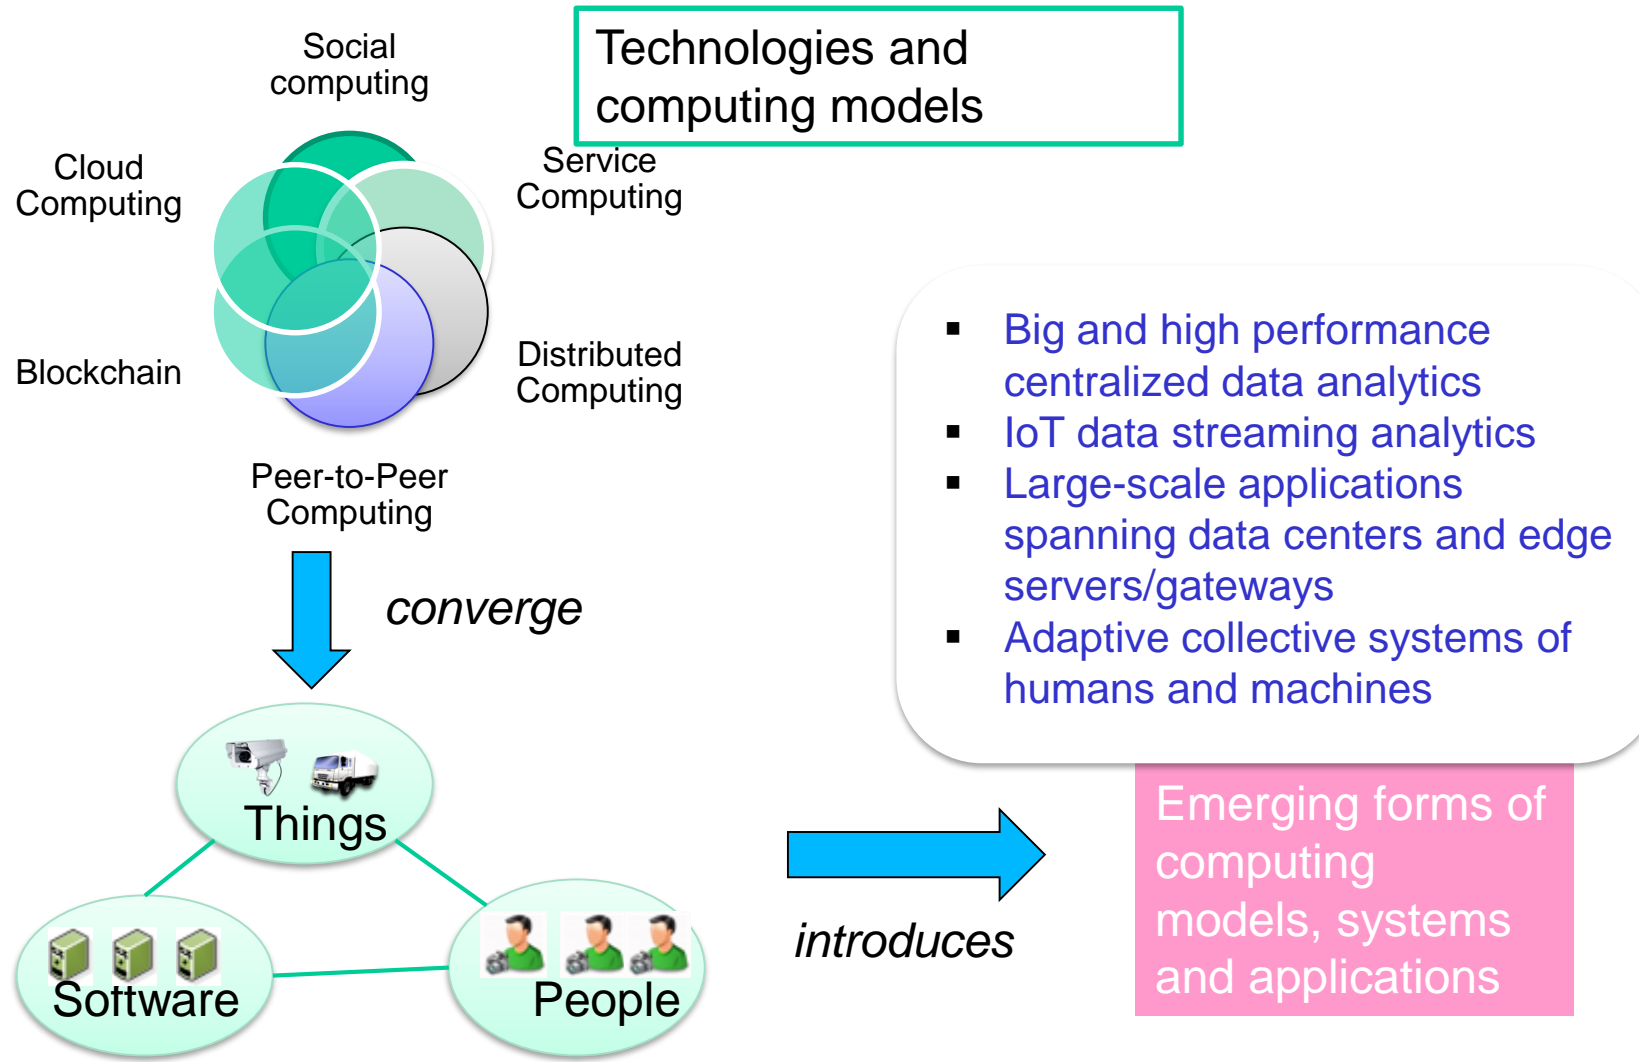 Technologies and
computing models
Social
computing
Cloud
Computing
Service
Computing
Blockchain
Distributed
Computing
Peer-to-Peer
Computing
converge
Things
Software
People
introduces
▪ Big and high performance
centralized data analytics
▪ IoT data streaming analytics
▪ Large-scale applications
spanning data centers and edge
servers/gateways
▪ Adaptive collective systems of
humans and machines
Emerging forms of
computing
models, systems
and applications